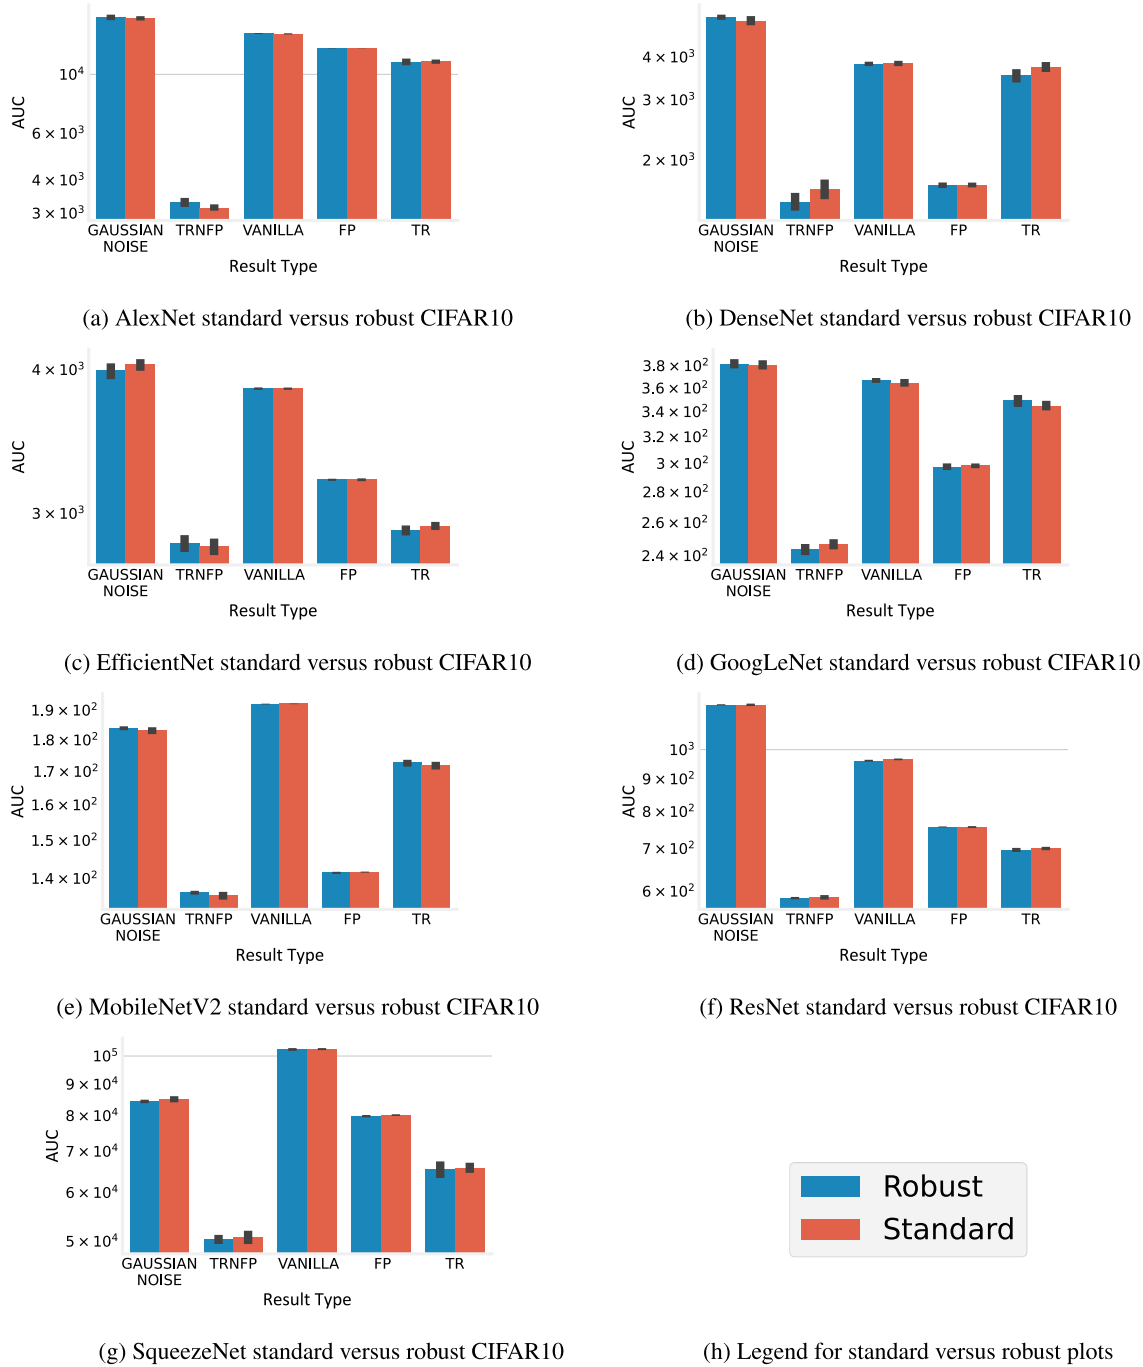 10⁴
6 × 10³
4 × 10³
3 × 10³
AUC
GAUSSIAN NOISE TRNFP VANILLA FP TR
Result Type
(a) AlexNet standard versus robust CIFAR10
4 × 10³
3 × 10³
2 × 10³
AUC
GAUSSIAN NOISE TRNFP VANILLA FP TR
Result Type
(b) DenseNet standard versus robust CIFAR10
4 × 10³
3 × 10³
AUC
GAUSSIAN NOISE TRNFP VANILLA FP TR
Result Type
(c) EfficientNet standard versus robust CIFAR10
3.8 × 10²
3.6 × 10²
3.4 × 10²
3.2 × 10²
3 × 10²
2.8 × 10²
2.6 × 10²
2.4 × 10²
AUC
GAUSSIAN NOISE TRNFP VANILLA FP TR
Result Type
(d) GoogLeNet standard versus robust CIFAR10
1.9 × 10²
1.8 × 10²
1.7 × 10²
1.6 × 10²
1.5 × 10²
1.4 × 10²
AUC
GAUSSIAN NOISE TRNFP VANILLA FP TR
Result Type
(e) MobileNetV2 standard versus robust CIFAR10
10³
9 × 10²
8 × 10²
7 × 10²
6 × 10²
AUC
GAUSSIAN NOISE TRNFP VANILLA FP TR
Result Type
(f) ResNet standard versus robust CIFAR10
10⁵
9 × 10⁴
8 × 10⁴
7 × 10⁴
6 × 10⁴
5 × 10⁴
AUC
GAUSSIAN NOISE TRNFP VANILLA FP TR
Result Type
(g) SqueezeNet standard versus robust CIFAR10
Robust
Standard
(h) Legend for standard versus robust plots